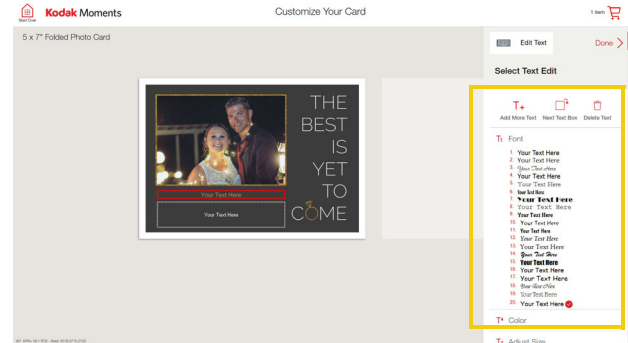 Kodak Moments
Customize Your Card
1 item
Start Over
5 x 7" Folded Photo Card
Edit Text
Done
Select Text Edit
Add More Text
Next Text Box
Delete Text
THE
BEST
IS
YET
TO
COME
Your Text Here
Your Text Here
Font
1. Your Text Here
2. Your Text Here
3. Your Text Here
4. Your Text Here
5. Your Text Here
6. Your Text Here
7. Your Text Here
8. Your Text Here
9. Your Text Here
10. Your Text Here
11. Your Text Here
12. Your Text Here
13. Your Text Here
14. Your Text Here
15. Your Text Here
16. Your Text Here
17. Your Text Here
18. Your Text Here
19. Your Text Here
20. Your Text Here
Color
Adjust Size